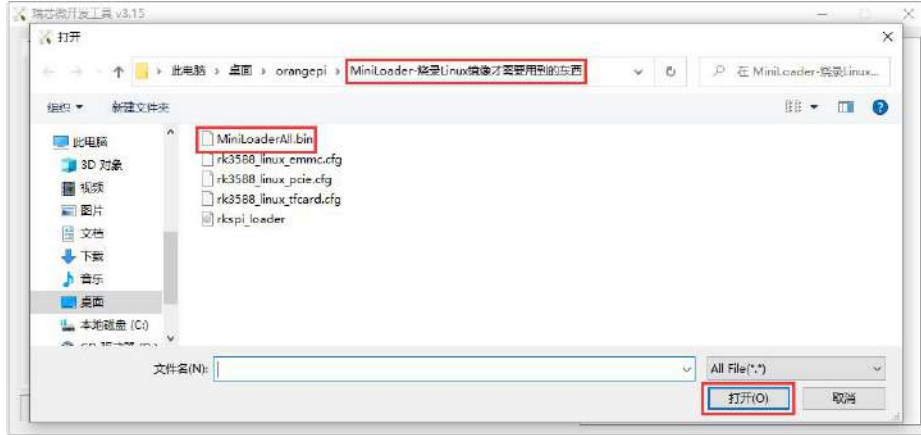 瑞芯微开发工具 v3.15
打开
此电脑 › 桌面 › orangepi › MiniLoader-烧录Linux镜像才需要用到的东西
在 MiniLoader-烧录Linux...
组织
新建文件夹
此电脑
3D 对象
视频
图片
文档
下载
音乐
桌面
本地磁盘 (C:)
MiniLoaderAll.bin
rk3588_linux_emmc.cfg
rk3588_linux_pcie.cfg
rk3588_linux_tfcard.cfg
rkspi_loader
文件名(N):
All File(*.*)
打开(O)
取消